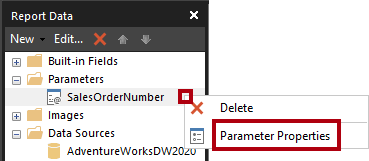 Report Data
New Edit...
Built-in Fields
Parameters
SalesOrderNumber
Delete
Parameter Properties
Images
Data Sources
AdventureWorksDW2020